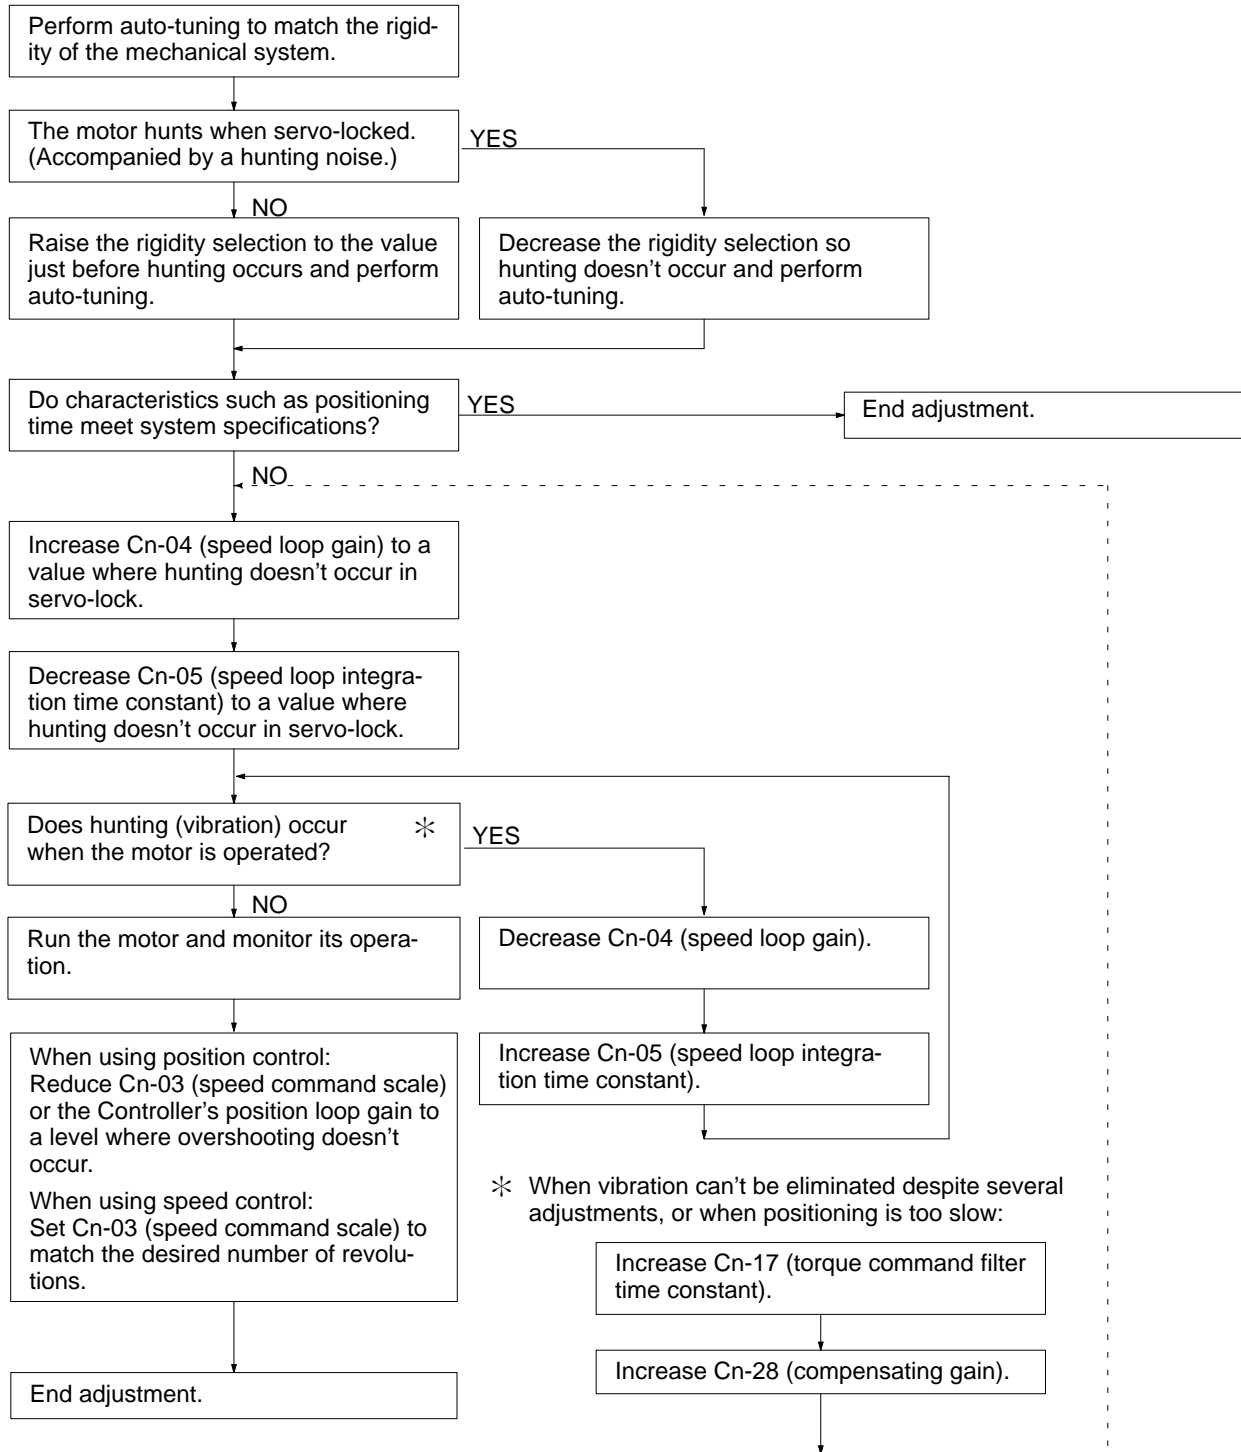 Perform auto-tuning to match the rigid-
ity of the mechanical system.
The motor hunts when servo-locked.
(Accompanied by a hunting noise.)
YES
NO
Raise the rigidity selection to the value
just before hunting occurs and perform
auto-tuning.
Decrease the rigidity selection so
hunting doesn't occur and perform
auto-tuning.
Do characteristics such as positioning
time meet system specifications?
YES
End adjustment.
NO
Increase Cn-04 (speed loop gain) to a
value where hunting doesn't occur in
servo-lock.
Decrease Cn-05 (speed loop integra-
tion time constant) to a value where
hunting doesn't occur in servo-lock.
Does hunting (vibration) occur *
when the motor is operated?
YES
NO
Run the motor and monitor its opera-
tion.
Decrease Cn-04 (speed loop gain).
Increase Cn-05 (speed loop integra-
tion time constant).
When using position control:
Reduce Cn-03 (speed command scale)
or the Controller's position loop gain to
a level where overshooting doesn't
occur.
When using speed control:
Set Cn-03 (speed command scale) to
match the desired number of revolu-
tions.
* When vibration can't be eliminated despite several
adjustments, or when positioning is too slow:
Increase Cn-17 (torque command filter
time constant).
Increase Cn-28 (compensating gain).
End adjustment.